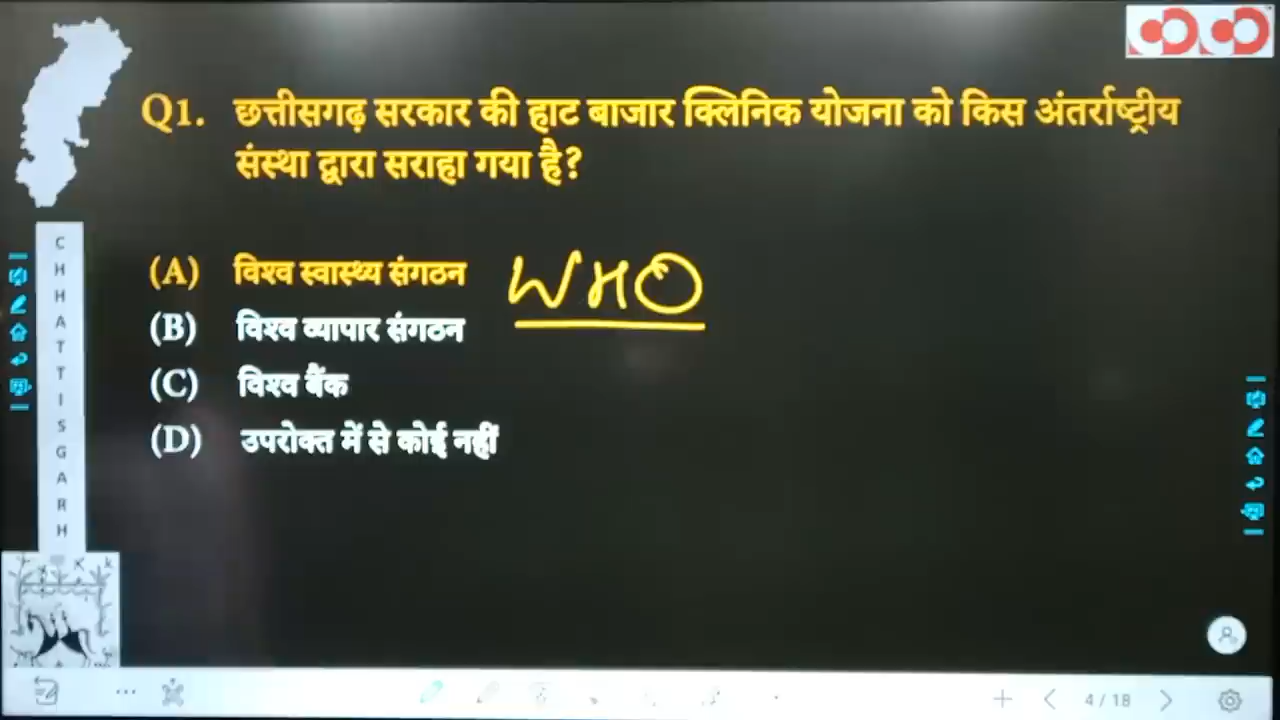 Q1. छत्तीसगढ़ सरकार की हाट बाजार क्लिनिक योजना को किस अंतर्राष्ट्रीय
संस्था द्वारा सराहा गया है?
(A) विश्व स्वास्थ्य संगठन WHO
(B) विश्व व्यापार संगठन
(C) विश्व बैंक
(D) उपरोक्त में से कोई नहीं
CHHATTISGARH
4 / 18